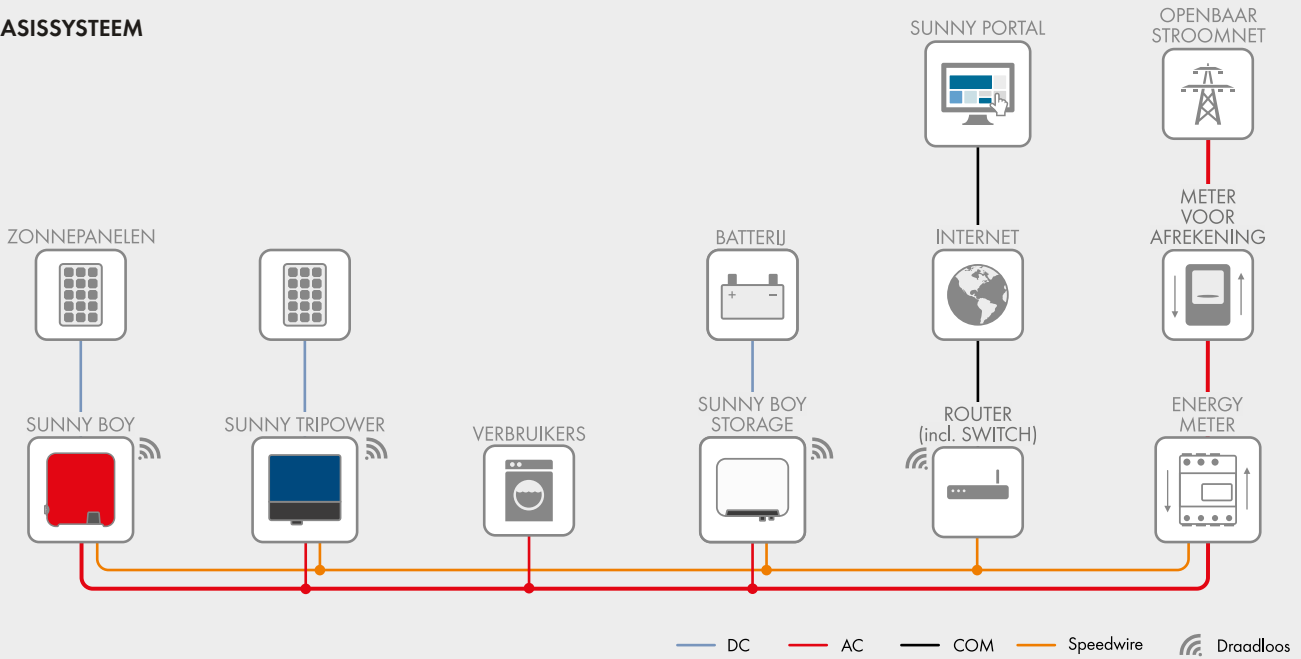 ASISSYSTEEM
SUNNY PORTAL
OPENBAAR
STROOMNET
METER
VOOR
AFREKENING
ZONNEPANELEN
BATTERIJ
INTERNET
SUNNY BOY
SUNNY TRIPOWER
VERBRUIKERS
SUNNY BOY
STORAGE
ROUTER
(incl. SWITCH)
ENERGY
METER
DC
AC
COM
Speedwire
Draadloos